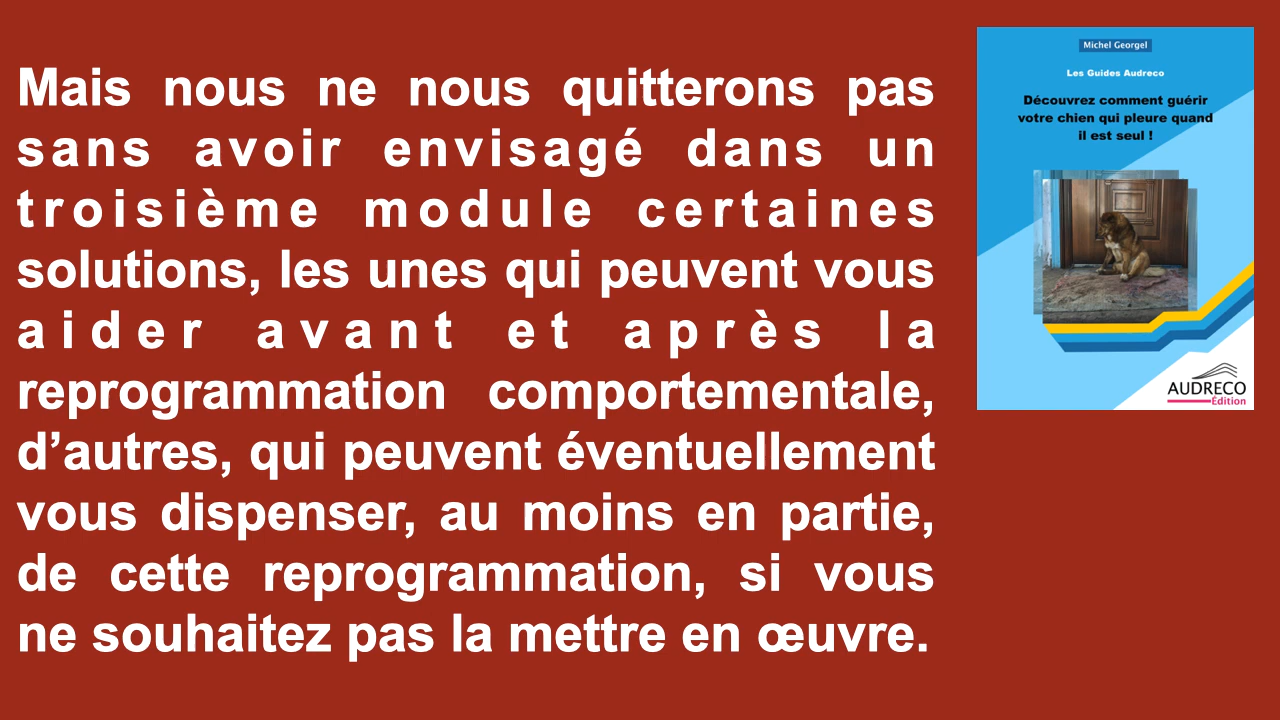 Mais nous ne nous quitterons pas
sans avoir envisagé dans un
troisième module certaines
solutions, les unes qui peuvent vous
aider avant et après la
reprogrammation comportementale,
d’autres, qui peuvent éventuellement
vous dispenser, au moins en partie,
de cette reprogrammation, si vous
ne souhaitez pas la mettre en œuvre.
Michel Georgel
Les Guides Audreco
Découvrez comment guérir
votre chien qui pleure quand
il est seul !
AUDRECO
Édition